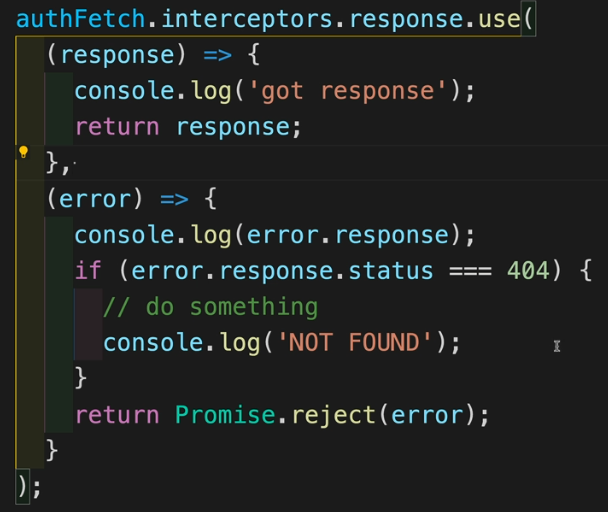 authFetch.interceptors.response.use(
(response) => {
console.log('got response');
return response;
},
(error) => {
console.log(error.response);
if (error.response.status === 404) {
// do something
console.log('NOT FOUND');
}
return Promise.reject(error);
}
);